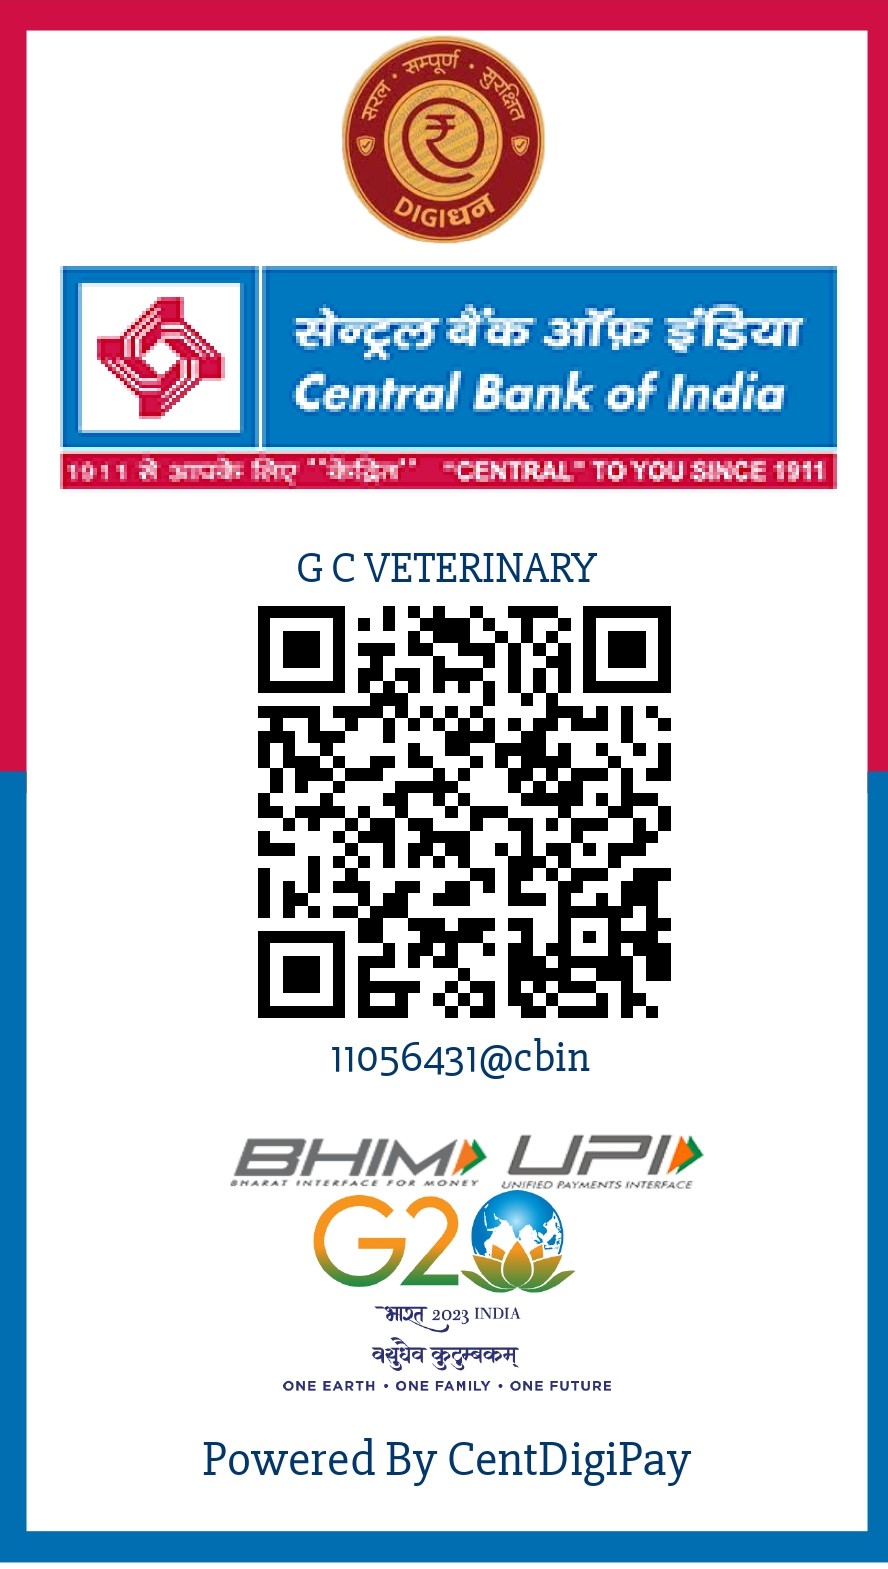 सरल · सम्पूर्ण · सुरक्षित
DIGIधन
सेन्ट्रल बैंक ऑफ़ इंडिया
Central Bank of India
1911 से आपके लिए "केंद्रित" "CENTRAL" TO YOU SINCE 1911
G C VETERINARY
11056431@cbin
BHIM UPI
BHARAT INTERFACE FOR MONEY UNIFIED PAYMENTS INTERFACE
G20
भारत 2023 INDIA
वसुधैव कुटुम्बकम्
ONE EARTH • ONE FAMILY • ONE FUTURE
Powered By CentDigiPay